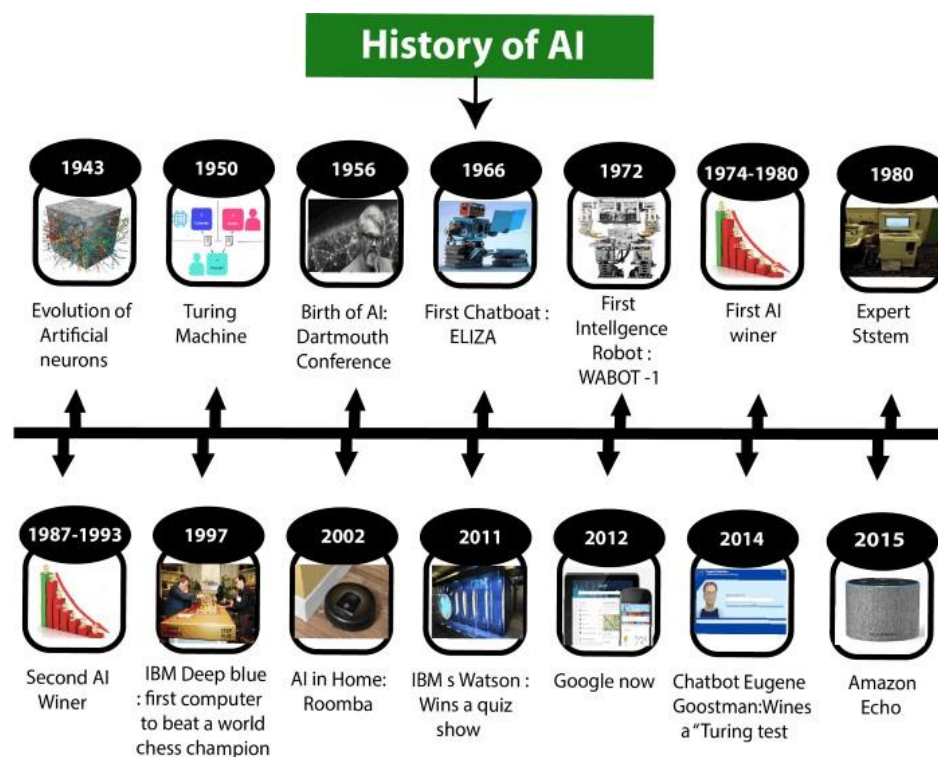 History of AI
1943
Evolution of
Artificial
neurons
1950
Turing
Machine
1956
Birth of AI:
Dartmouth
Conference
1966
First Chatboat :
ELIZA
1972
First
Intellgence
Robot :
WABOT -1
1974-1980
First AI
winer
1980
Expert
Ststem
1987-1993
Second AI
Winer
1997
IBM Deep blue
: first computer
to beat a world
chess champion
2002
AI in Home:
Roomba
2011
IBM s Watson :
Wins a quiz
show
2012
Google now
2014
Chatbot Eugene
Goostman:Wines
a “Turing test
2015
Amazon
Echo